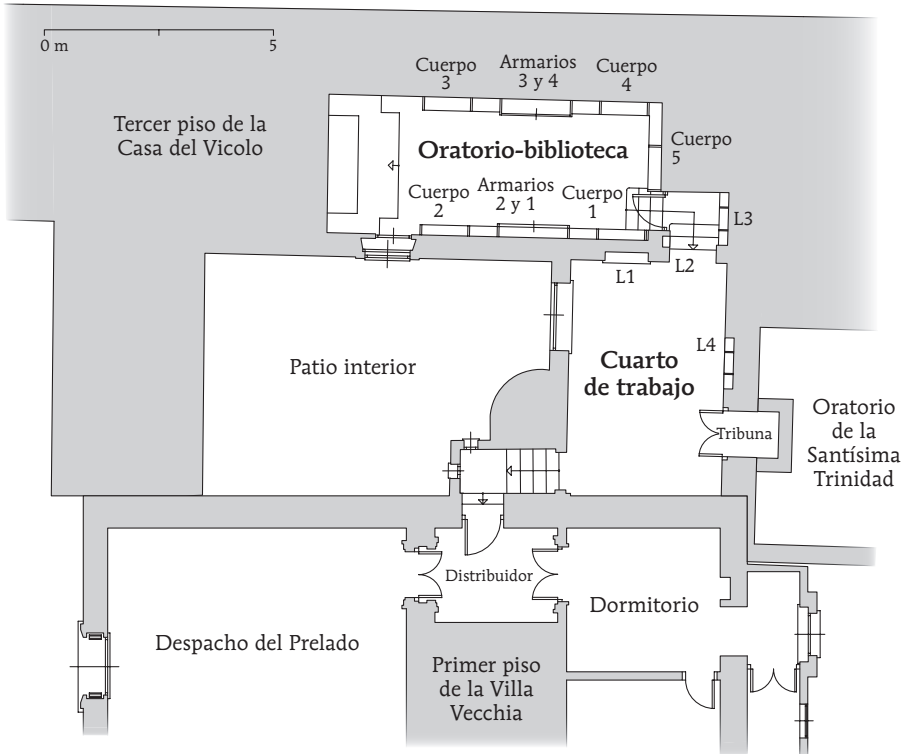 0 m 5
Cuerpo
3
Armarios
3 y 4
Cuerpo
4
Tercer piso de la
Casa del Vicolo
Oratorio-biblioteca
Cuerpo
5
Cuerpo
2
Armarios
2 y 1
Cuerpo
1
L3
L1
L2
Patio interior
L4
Cuarto
de trabajo
Tribuna
Oratorio
de la
Santísima
Trinidad
Distribuidor
Dormitorio
Despacho del Prelado
Primer piso
de la Villa
Vecchia